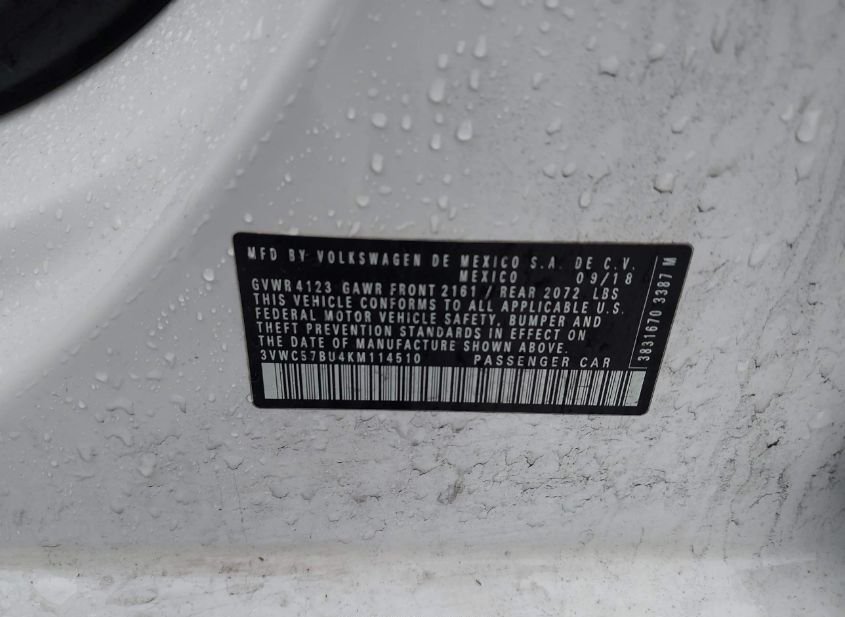 MFD BY VOLKSWAGEN DE MEXICO S.A. DE C.V.
MEXICO 09/18
GVWR 4123 GAWR FRONT 2161 / REAR 2072 LBS
THIS VEHICLE CONFORMS TO ALL APPLICABLE U.S.
FEDERAL MOTOR VEHICLE SAFETY, BUMPER AND
THEFT PREVENTION STANDARDS IN EFFECT ON
THE DATE OF MANUFACTURE SHOWN ABOVE.
3VWC57BU4KM114510 PASSENGER CAR
3831670 3387 M